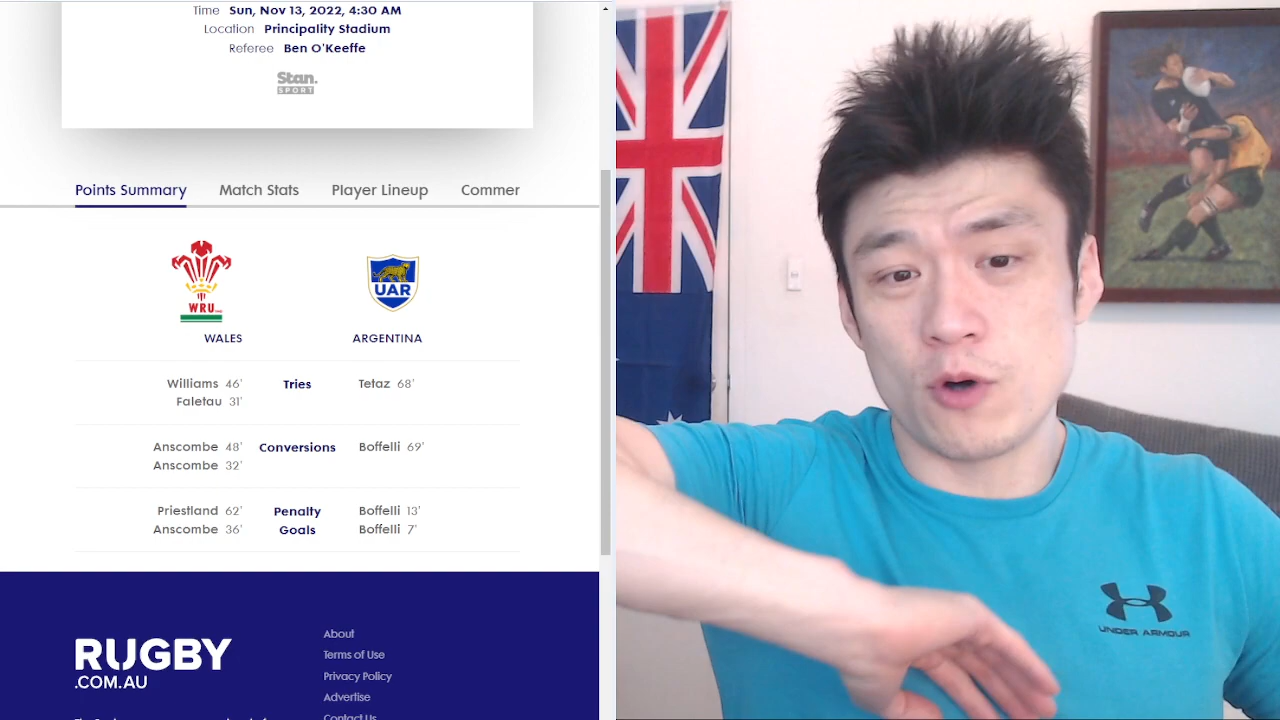 Time Sun, Nov 13, 2022, 4:30 AM
Location Principality Stadium
Referee Ben O'Keeffe
Stan.
SPORT
Points Summary Match Stats Player Lineup Commer
WRU
UAR
WALES ARGENTINA
Williams 46' Tries Tetaz 68'
Faletau 31'
Anscombe 48' Conversions Boffelli 69'
Anscombe 32'
Priestland 62' Penalty Boffelli 13'
Anscombe 36' Goals Boffelli 7'
RUGBY
.COM.AU
About
Terms of Use
Privacy Policy
Advertise
Contact Us
UNDER ARMOUR